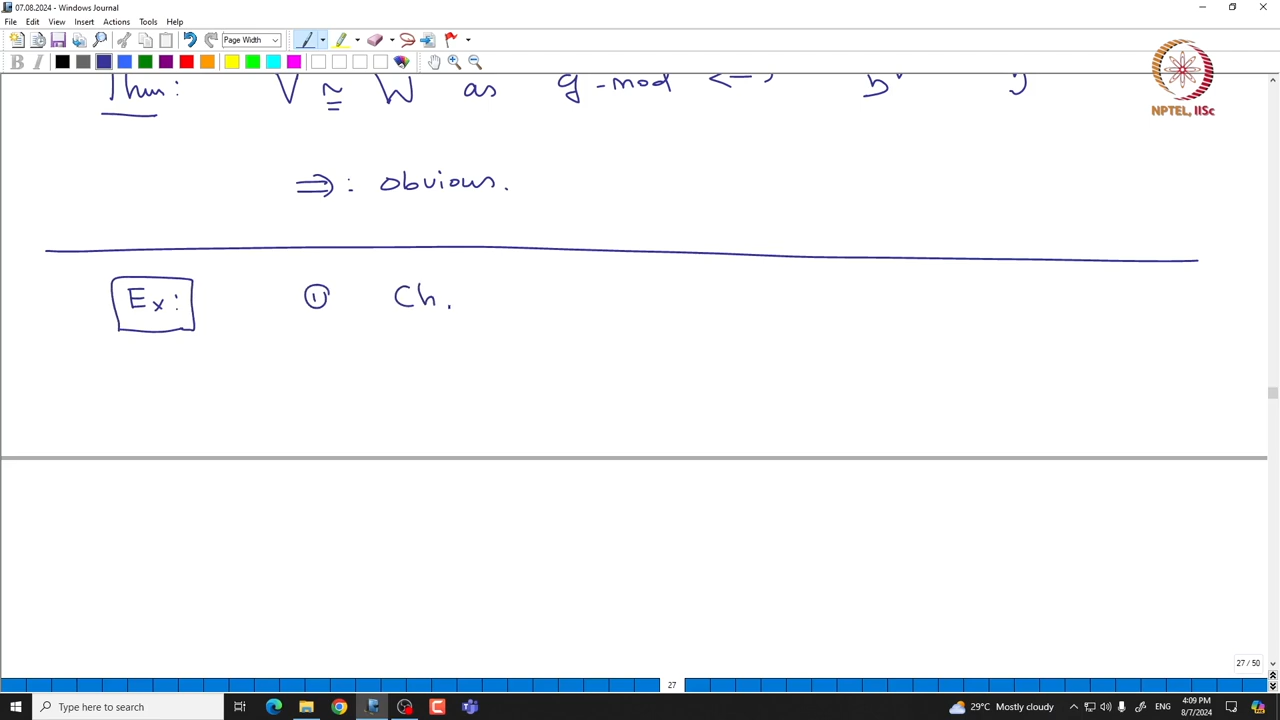 07.08.2024 - Windows Journal
File Edit View Insert Actions Tools Help
Page Width
B I
NPTEL, IISc
Thm: V ≅ W as g-mod
⇒ : obvious.
Ex: ① Ch.
27 / 50
27
Type here to search
29°C Mostly cloudy
ENG
4:09 PM
8/7/2024